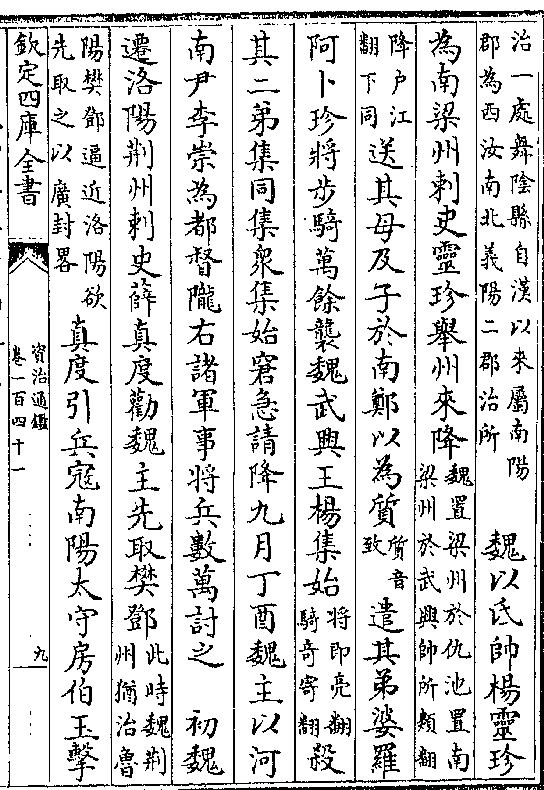 治一處舞陰縣自漢以來屬南陽
郡為西汝南北義陽二郡治所
魏以氐帥楊靈珍
為南梁州刺史靈珍舉州來降
魏置梁州於仇池置南
梁州於武興帥所類翻
降户江
翻下同
送其母及子於南鄭以為質
質音
致
遣其弟婆羅
阿卜珍將步騎萬餘襲魏武興王楊集始
將即亮翻
騎奇寄翻
殺
其二弟集同集衆集始窘急請降九月丁酉魏主以河
南尹李崇為都督隴右諸軍事將兵數萬討之 初魏
遷洛陽荆州刺史薛真度勸魏主先取樊鄧
此時魏荆
州猶治魯
陽樊鄧逼近洛陽欲
先取之以廣封畧
真度引兵寇南陽太守房伯玉擊
欽定四庫全書
資治通鑑
卷一百四十一
九